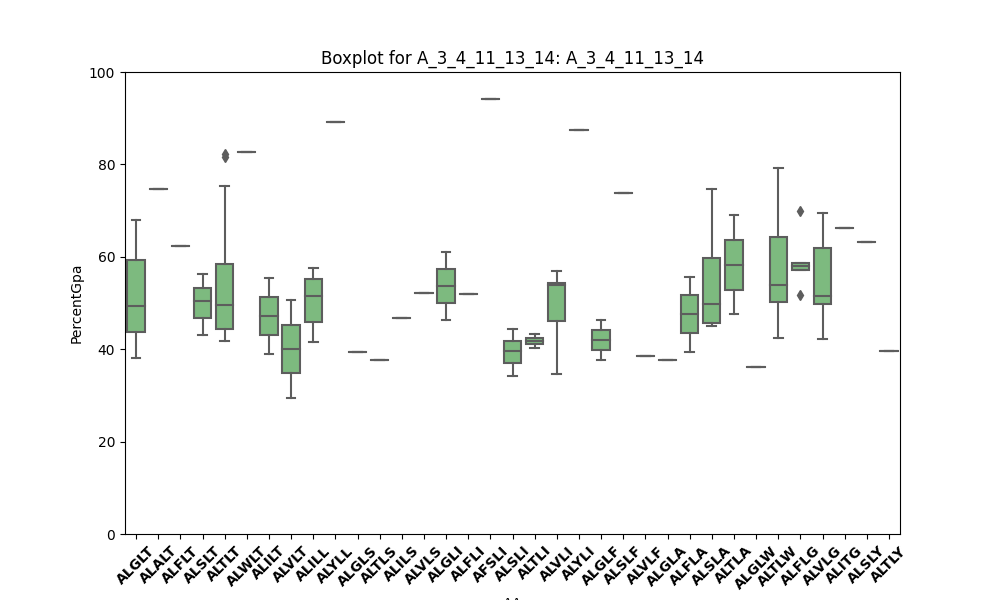 Boxplot for A_3_4_11_13_14: A_3_4_11_13_14
PercentGpa
100
80
60
40
20
0
ALGLT
ALALT
ALFLT
ALSLT
ALTLT
ALWLT
ALILT
ALVLT
ALILL
ALYLL
ALGLS
ALTLS
ALILS
ALVLS
ALGLI
ALFLI
AFSLI
ALSLI
ALTLI
ALVLI
ALYLI
ALGLF
ALSLF
ALVLF
ALGLA
ALFLA
ALSLA
ALTLA
ALGLW
ALTLW
ALFLG
ALVLG
ALITG
ALSLY
ALTLY